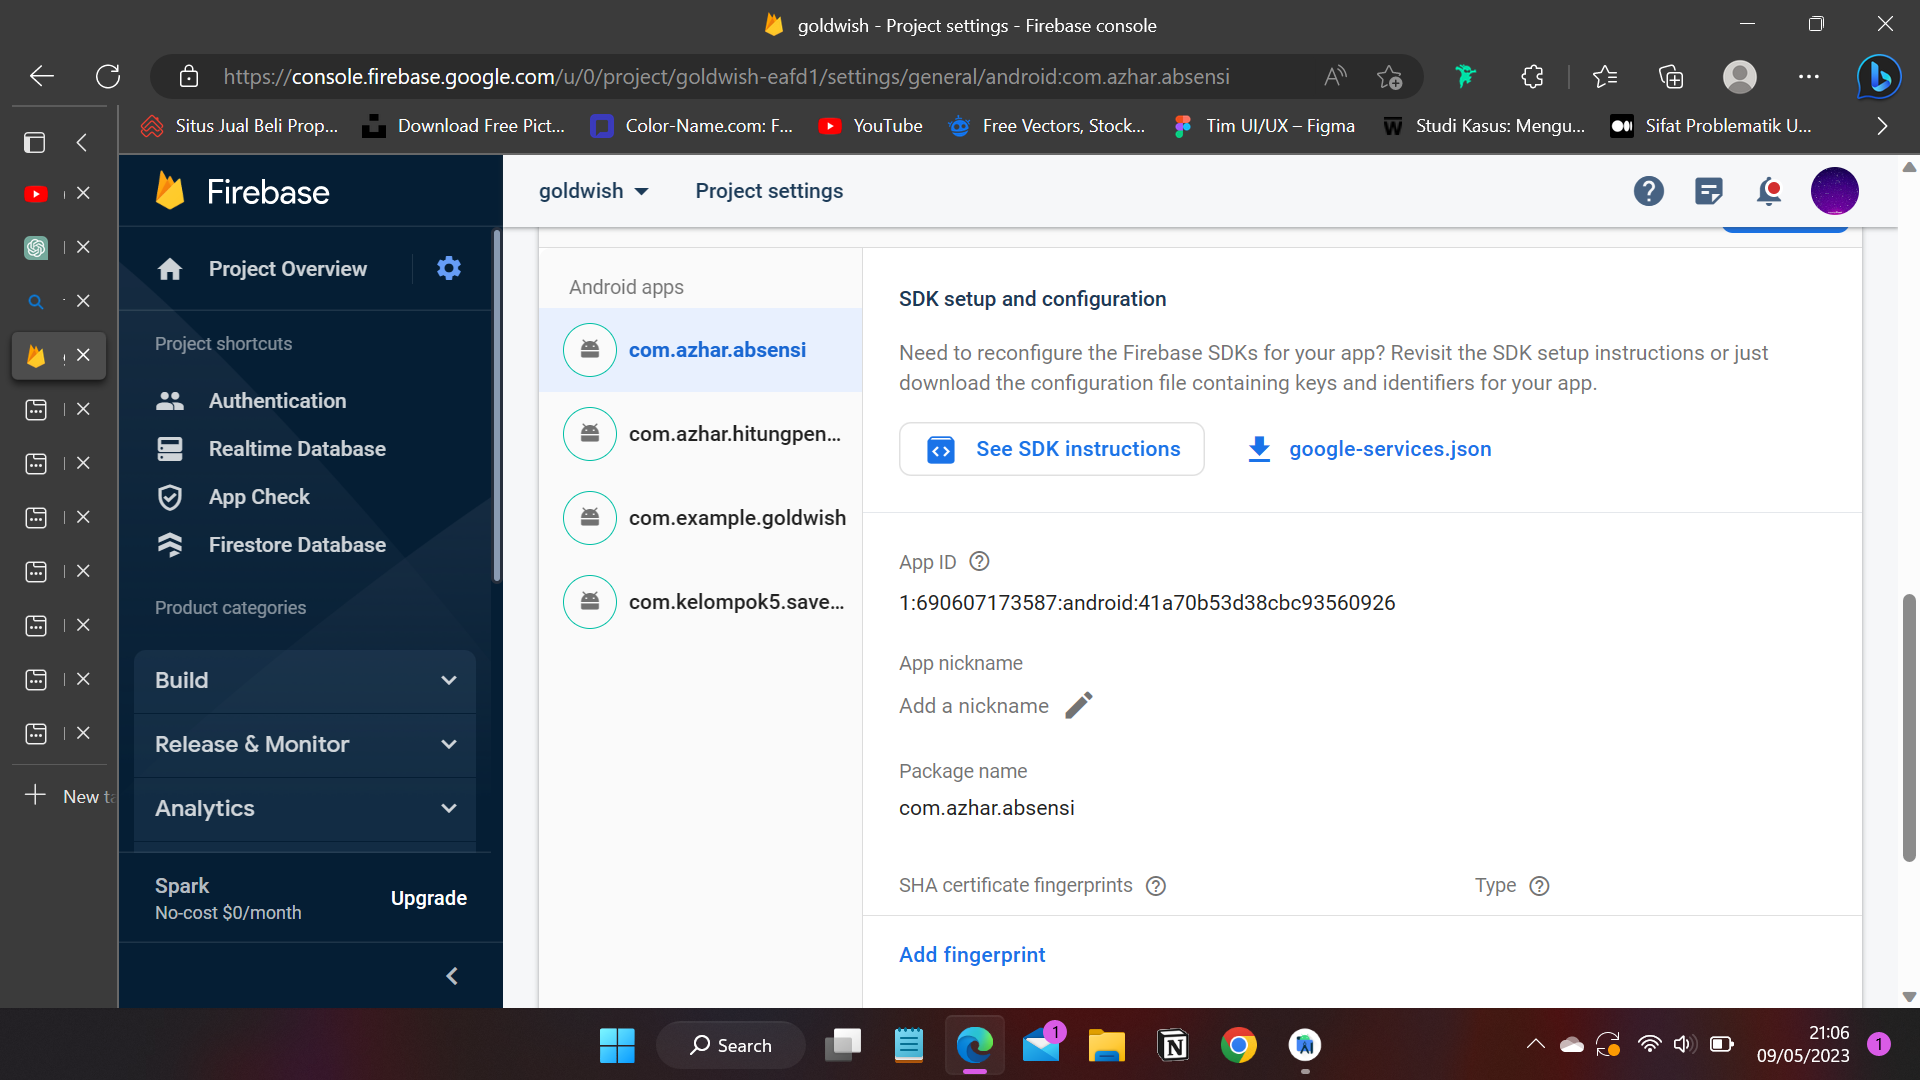 goldwish - Project settings - Firebase console
https://console.firebase.google.com/u/0/project/goldwish-eafd1/settings/general/android:com.azhar.absensi
Situs Jual Beli Prop...
Download Free Pict...
Color-Name.com: F...
YouTube
Free Vectors, Stock...
Tim UI/UX – Figma
Studi Kasus: Mengu...
Sifat Problematik U...
New ta
Firebase
Project Overview
Project shortcuts
Authentication
Realtime Database
App Check
Firestore Database
Product categories
Build
Release & Monitor
Analytics
Spark
No-cost $0/month
Upgrade
goldwish
Project settings
Android apps
com.azhar.absensi
com.azhar.hitungpen...
com.example.goldwish
com.kelompok5.save...
SDK setup and configuration
Need to reconfigure the Firebase SDKs for your app? Revisit the SDK setup instructions or just
download the configuration file containing keys and identifiers for your app.
See SDK instructions
google-services.json
App ID
1:690607173587:android:41a70b53d38cbc93560926
App nickname
Add a nickname
Package name
com.azhar.absensi
SHA certificate fingerprints
Type
Add fingerprint
Search
1
21:06
09/05/2023
1